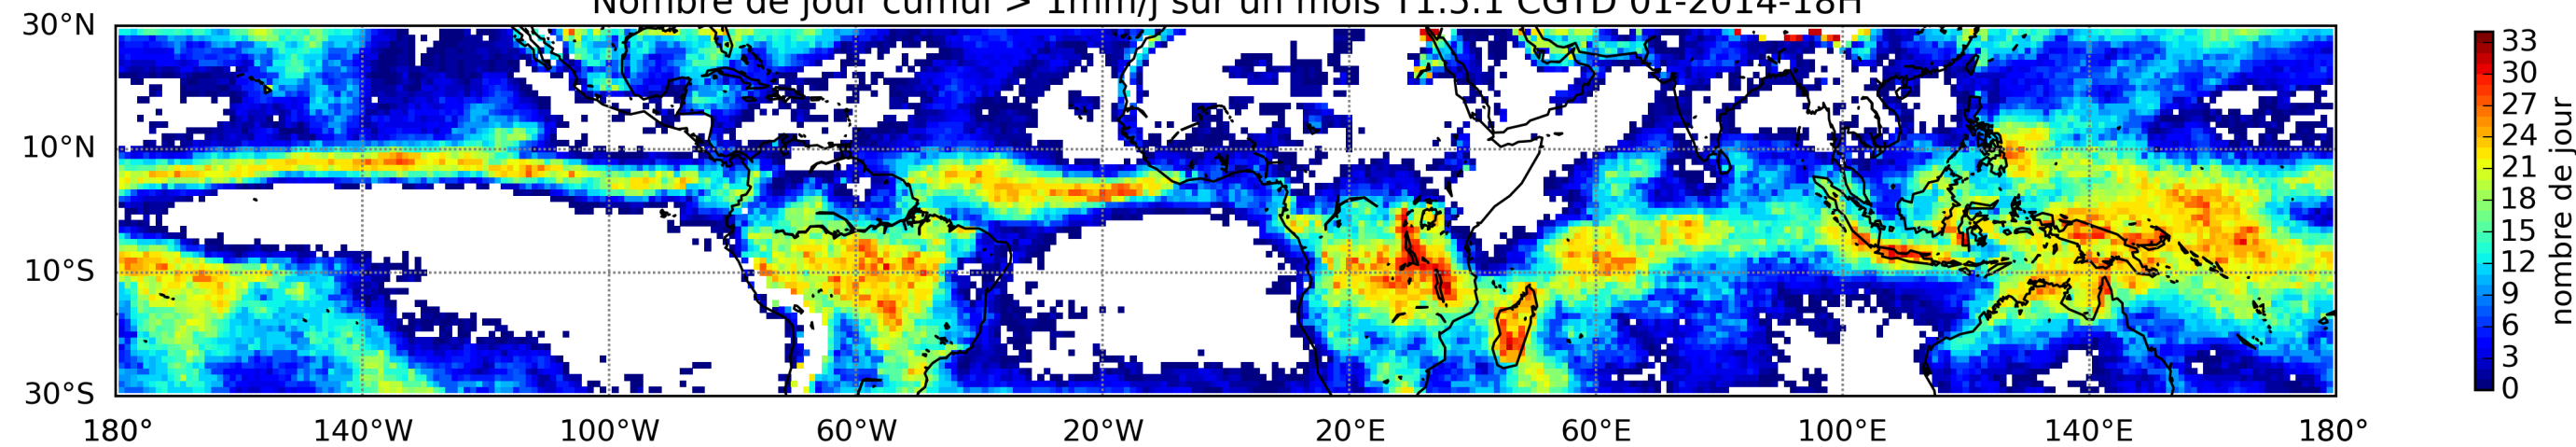 Nombre de jour cumul > 1mm/j sur un mois T1.5.1 CGTD 01-2014-18H
30°N
10°N
10°S
30°S
180° 140°W 100°W 60°W 20°W 20°E 60°E 100°E 140°E 180°
33
30
27
24
21
18
15
12
9
6
3
0
nombre de jour